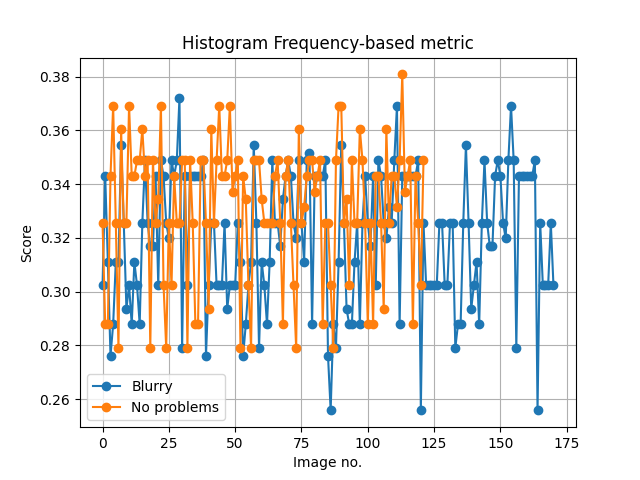 Histogram Frequency-based metric
0.38
0.36
0.34
0.32
0.30
0.28
0.26
Score
Blurry
No problems
0 25 50 75 100 125 150 175
Image no.